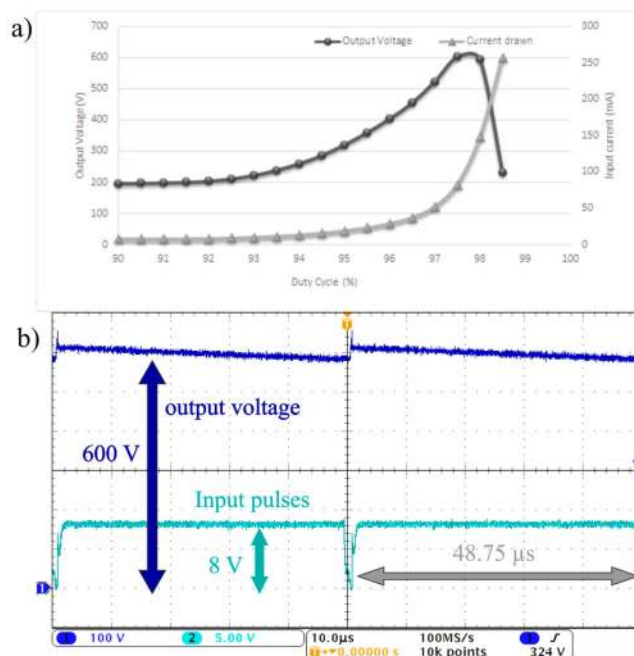 a)
Output Voltage
Current drawn
700
600
500
400
300
200
100
0
Output Voltage (V)
300
250
200
150
100
50
0
Input current (mA)
90 91 92 93 94 95 96 97 98 99 100
Duty Cycle (%)
b)
T
output voltage
600 V
Input pulses
8 V
48.75 µs
1
1 100 V 2 5.00 V 10.0µs 100MS/s 1
T→▾0.00000 s 10k points 324 V